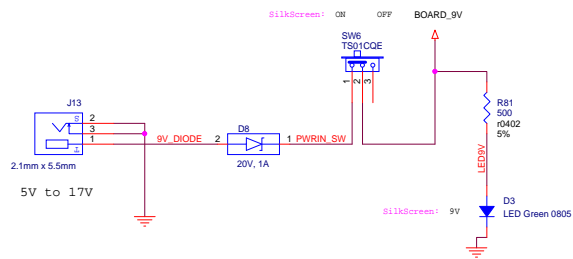 SilkScreen: ON OFF BOARD_9V
SW6
TS01CQE
1 2 3
J13
2
3
1
2.1mm x 5.5mm
5V to 17V
9V_DIODE 2
D8
20V, 1A
1 PWRIN_SW
R81
500
r0402
5%
LED9V
SilkScreen: 9V
D3
LED Green 0805